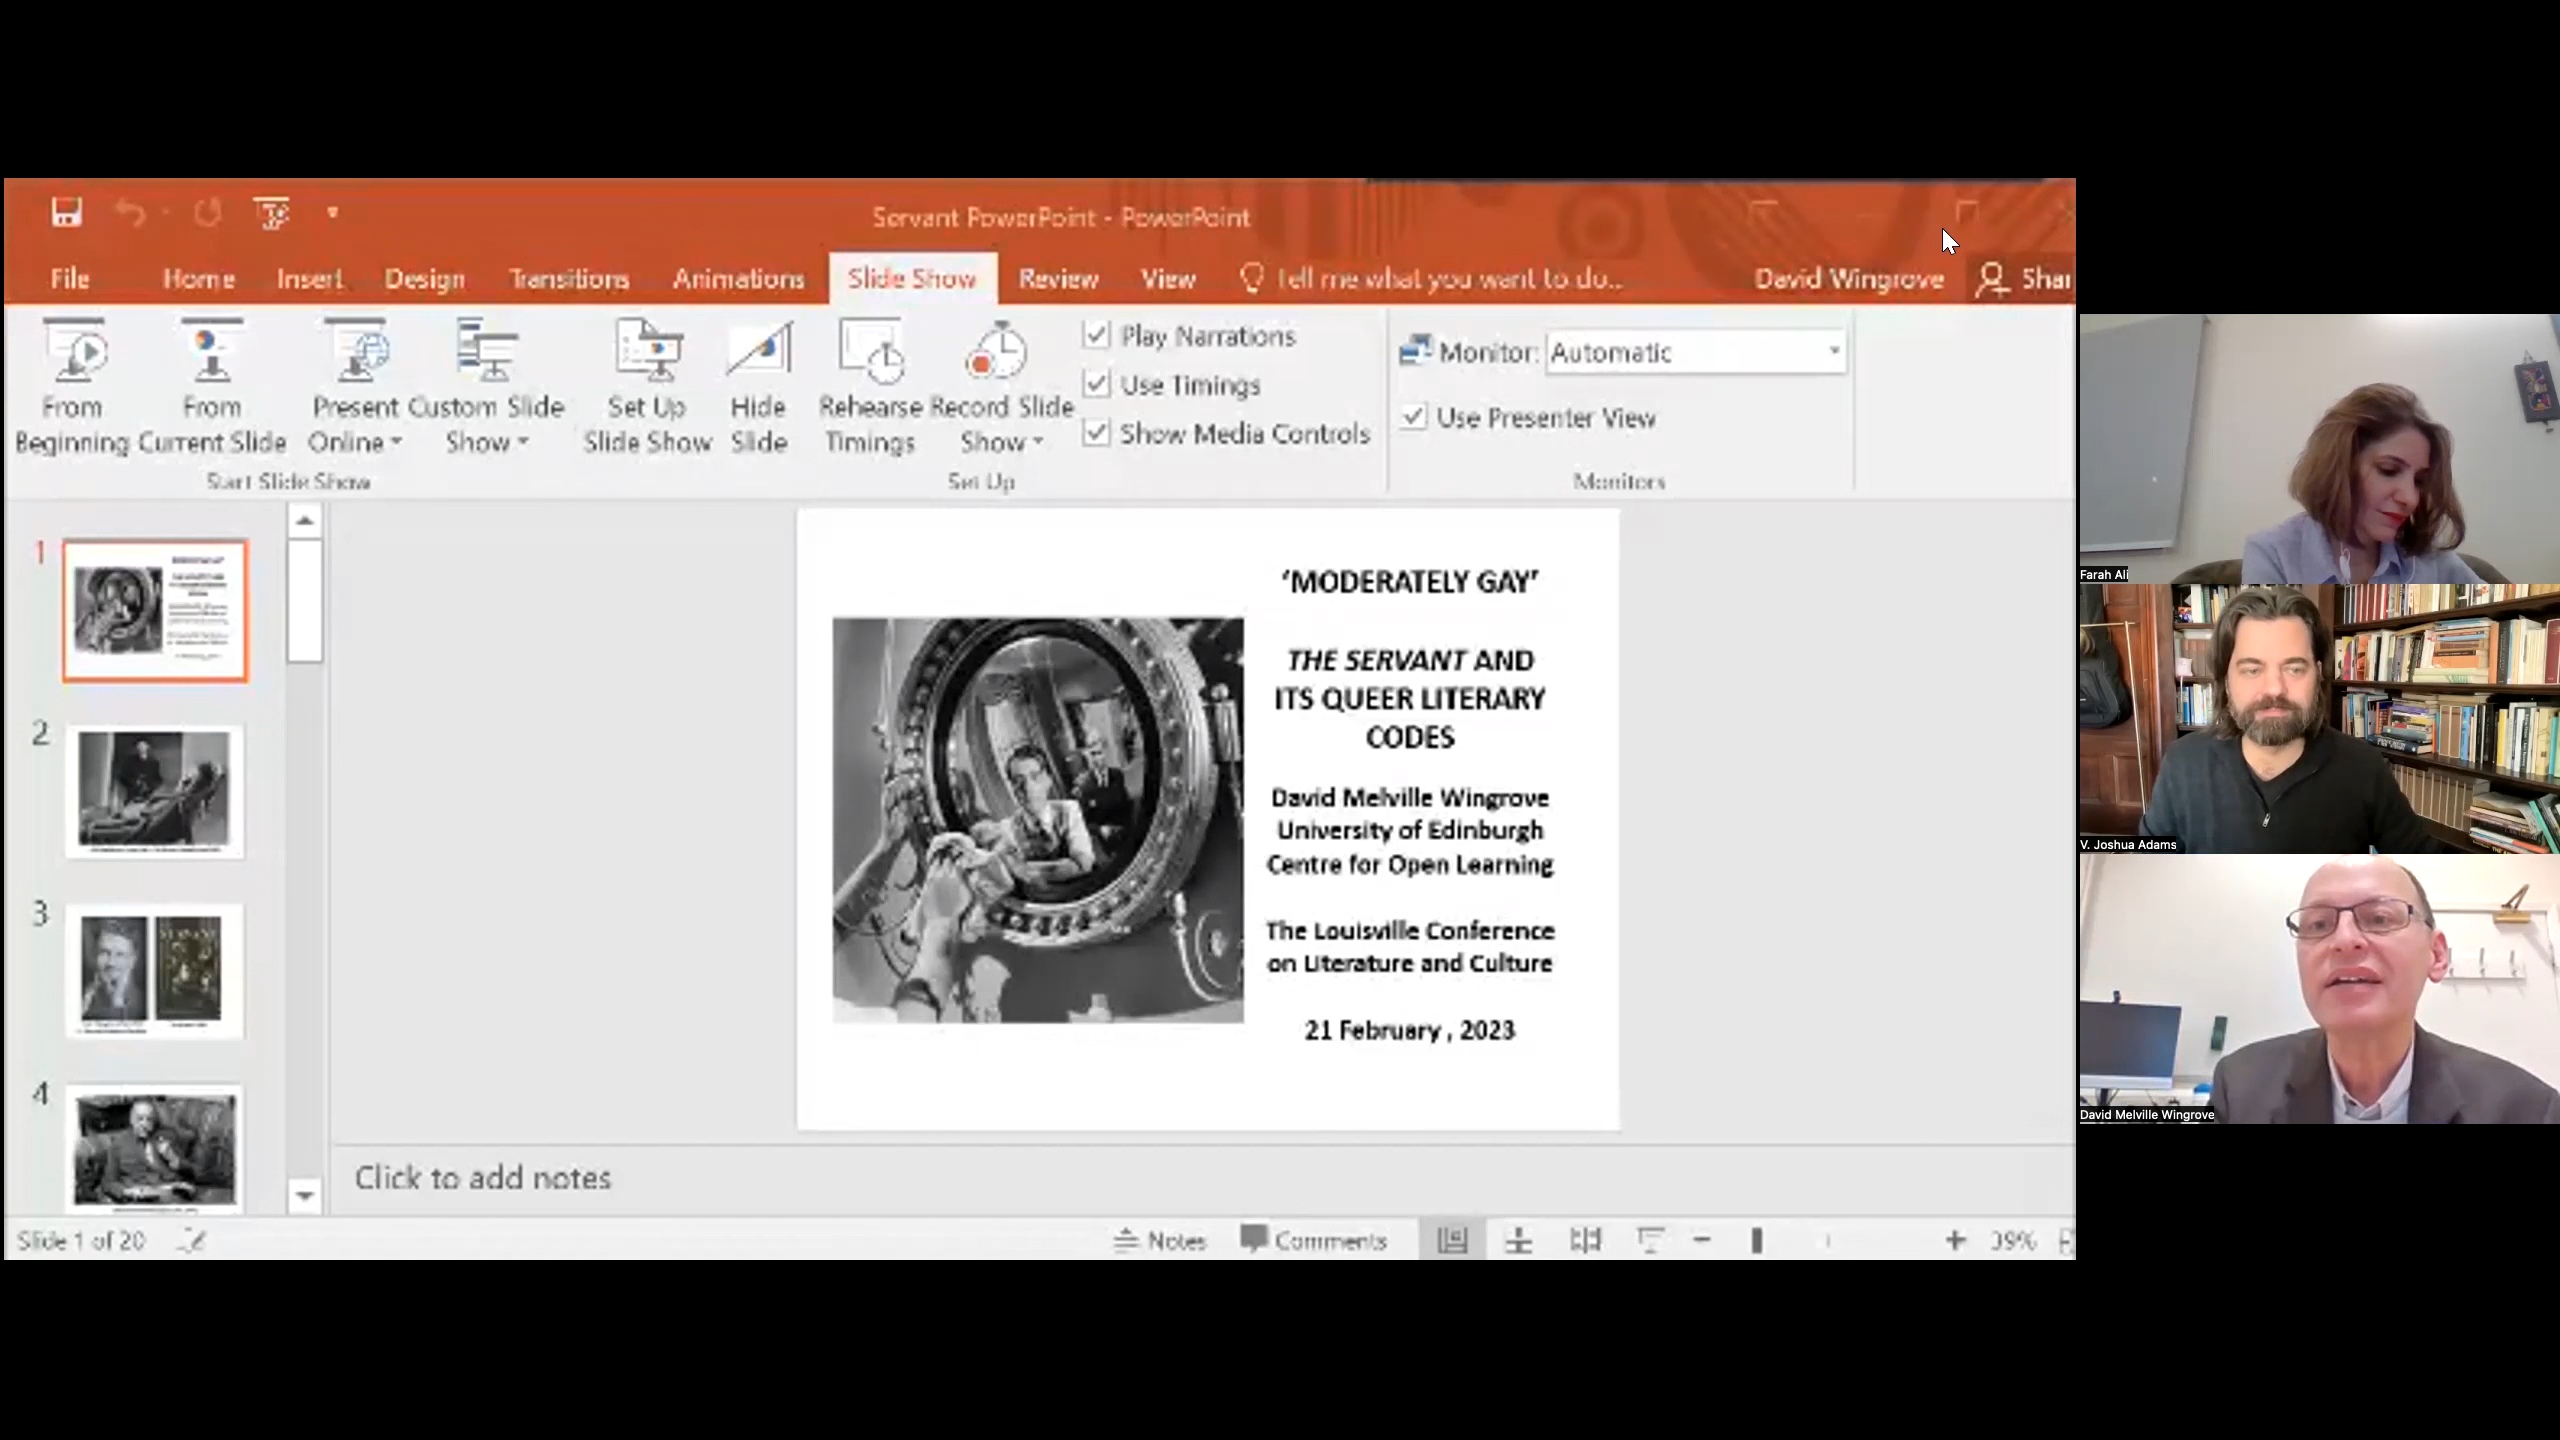 Servant PowerPoint - PowerPoint
File Home Insert Design Transitions Animations Slide Show Review View Tell me what you want to do... David Wingrove Shar
From Beginning
From Current Slide
Present Online
Custom Slide Show
Set Up Slide Show
Hide Slide
Rehearse Timings
Record Slide Show
Play Narrations
Use Timings
Show Media Controls
Monitor: Automatic
Use Presenter View
Start Slide Show
Set Up
Monitors
1
2
3
4
‘MODERATELY GAY’
THE SERVANT AND
ITS QUEER LITERARY
CODES
David Melville Wingrove
University of Edinburgh
Centre for Open Learning
The Louisville Conference
on Literature and Culture
21 February , 2023
Click to add notes
Slide 1 of 20
Notes
Comments
39%
Farah Ali
V. Joshua Adams
David Melville Wingrove